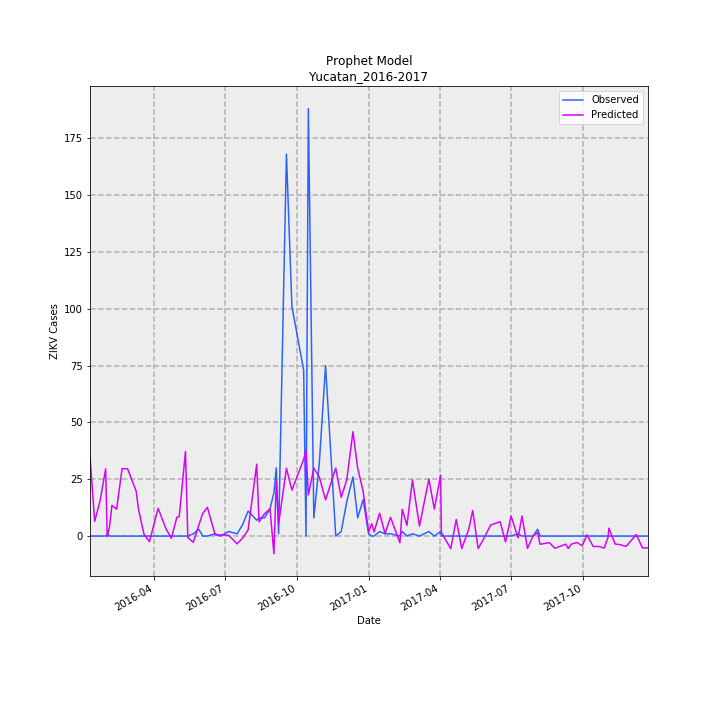 Prophet Model
Yucatan_2016-2017
Observed
Predicted
175
150
125
100
75
50
25
0
ZIKV Cases
2016-04
2016-07
2016-10
2017-01
2017-04
2017-07
2017-10
Date